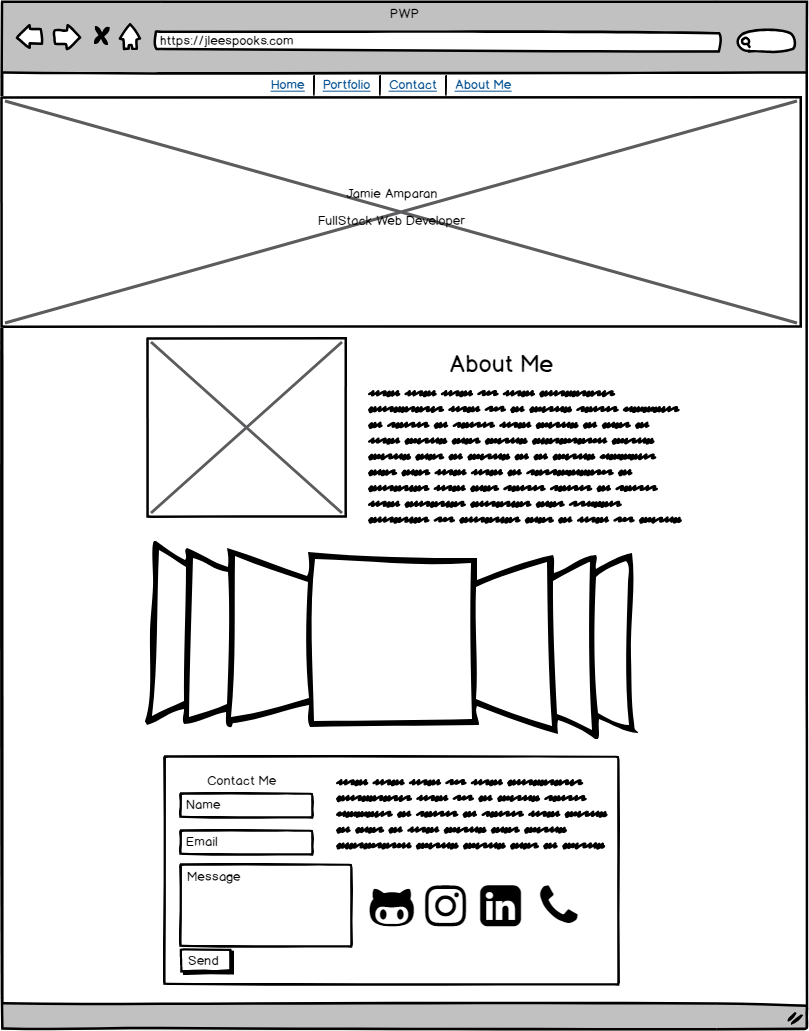 PWP
https://jleespooks.com
Home Portfolio Contact About Me
Jamie Amparan
FullStack Web Developer
About Me
Contact Me
Name
Email
Message
in
Send